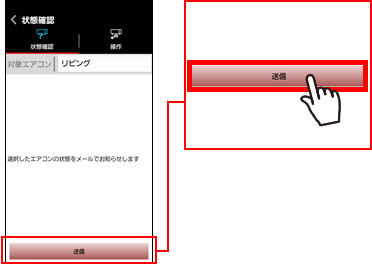 状態確認
状態確認
操作
対象エアコン
リビング
選択したエアコンの状態をメールでお知らせします
送信
送信